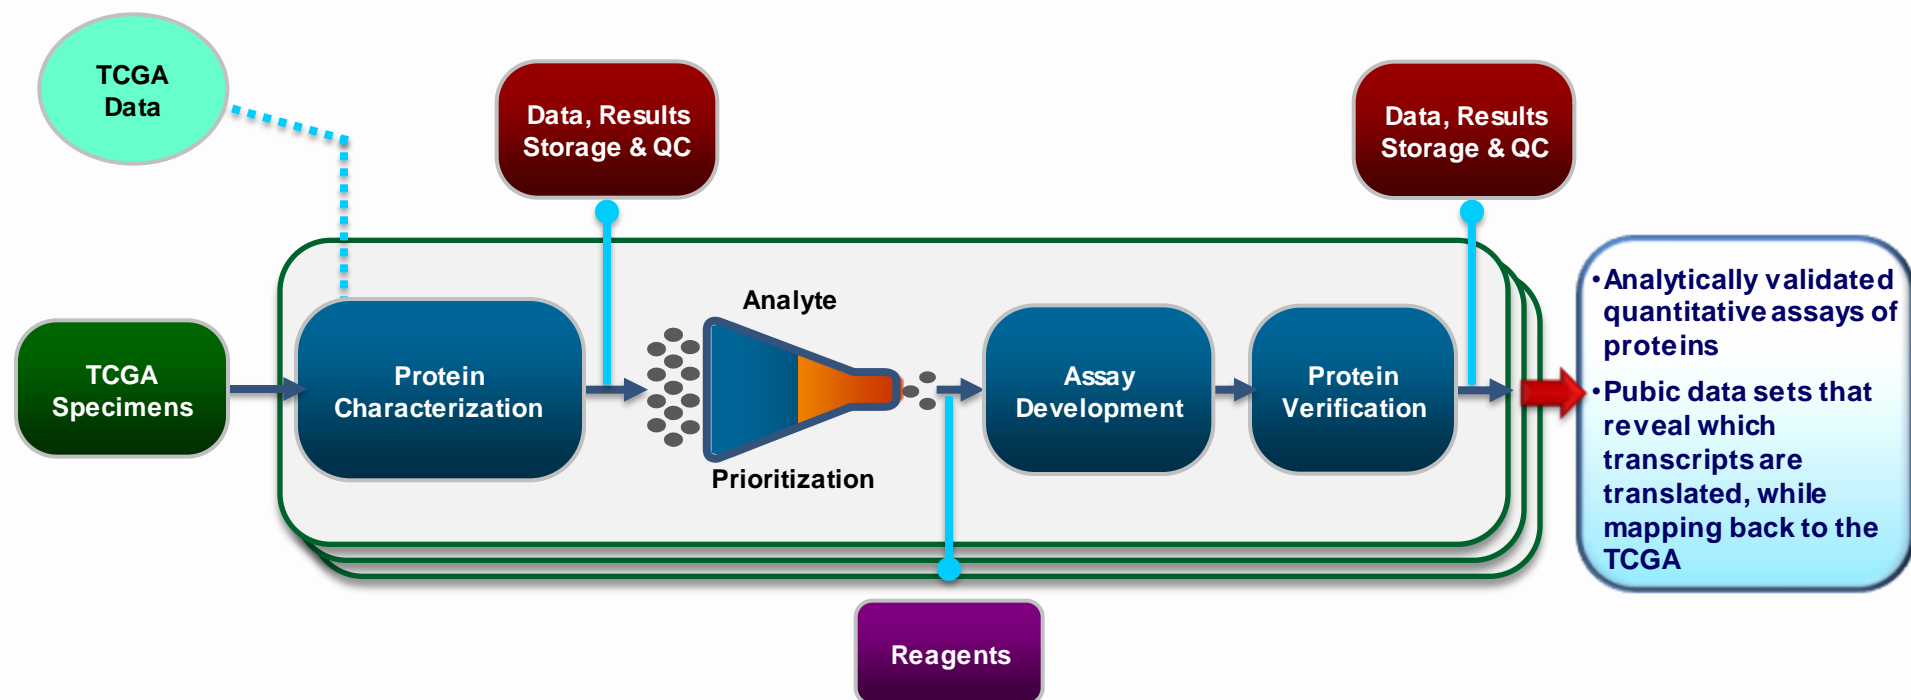 TCGA
Data
Data, Results
Storage & QC
Data, Results
Storage & QC
TCGA
Specimens
Protein
Characterization
Analyte
Prioritization
Assay
Development
Protein
Verification
•Analytically validated
quantitative assays of
proteins
•Pubic data sets that
reveal which
transcripts are
translated, while
mapping back to the
TCGA
Reagents